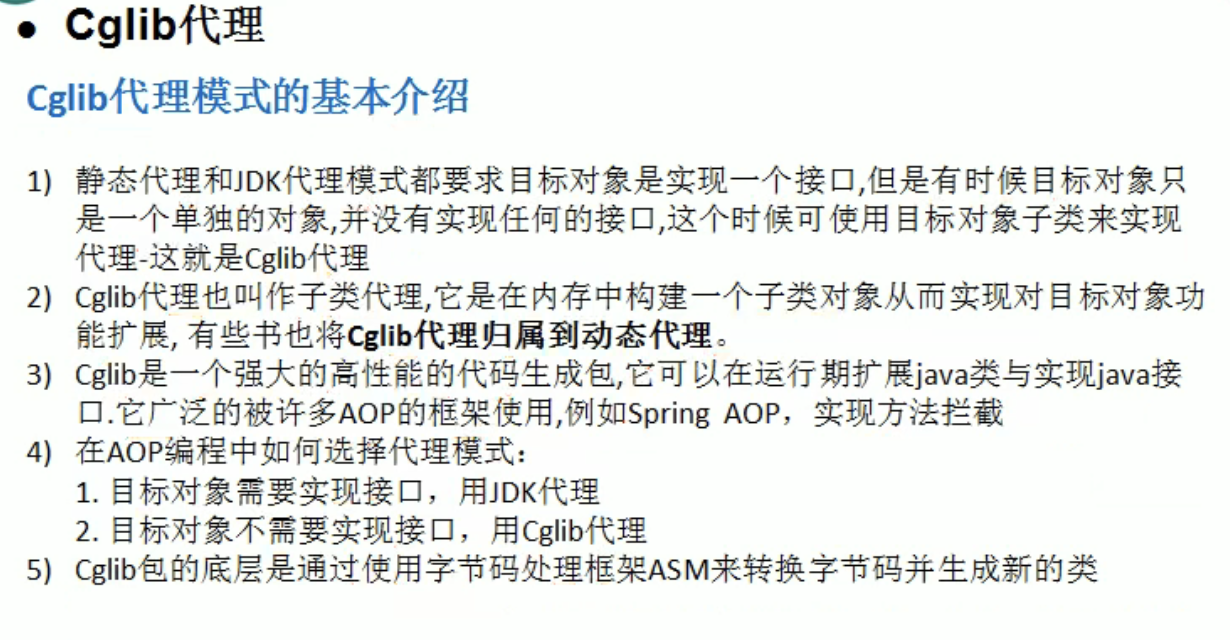 • Cglib代理
Cglib代理模式的基本介绍
1) 静态代理和JDK代理模式都要求目标对象是实现一个接口,但是有时候目标对象只
是一个单独的对象,并没有实现任何的接口,这个时候可使用目标对象子类来实现
代理-这就是Cglib代理
2) Cglib代理也叫作子类代理,它是在内存中构建一个子类对象从而实现对目标对象功
能扩展, 有些书也将Cglib代理归属到动态代理。
3) Cglib是一个强大的高性能的代码生成包,它可以在运行期扩展java类与实现java接
口.它广泛的被许多AOP的框架使用,例如Spring AOP，实现方法拦截
4) 在AOP编程中如何选择代理模式：
1. 目标对象需要实现接口，用JDK代理
2. 目标对象不需要实现接口，用Cglib代理
5) Cglib包的底层是通过使用字节码处理框架ASM来转换字节码并生成新的类